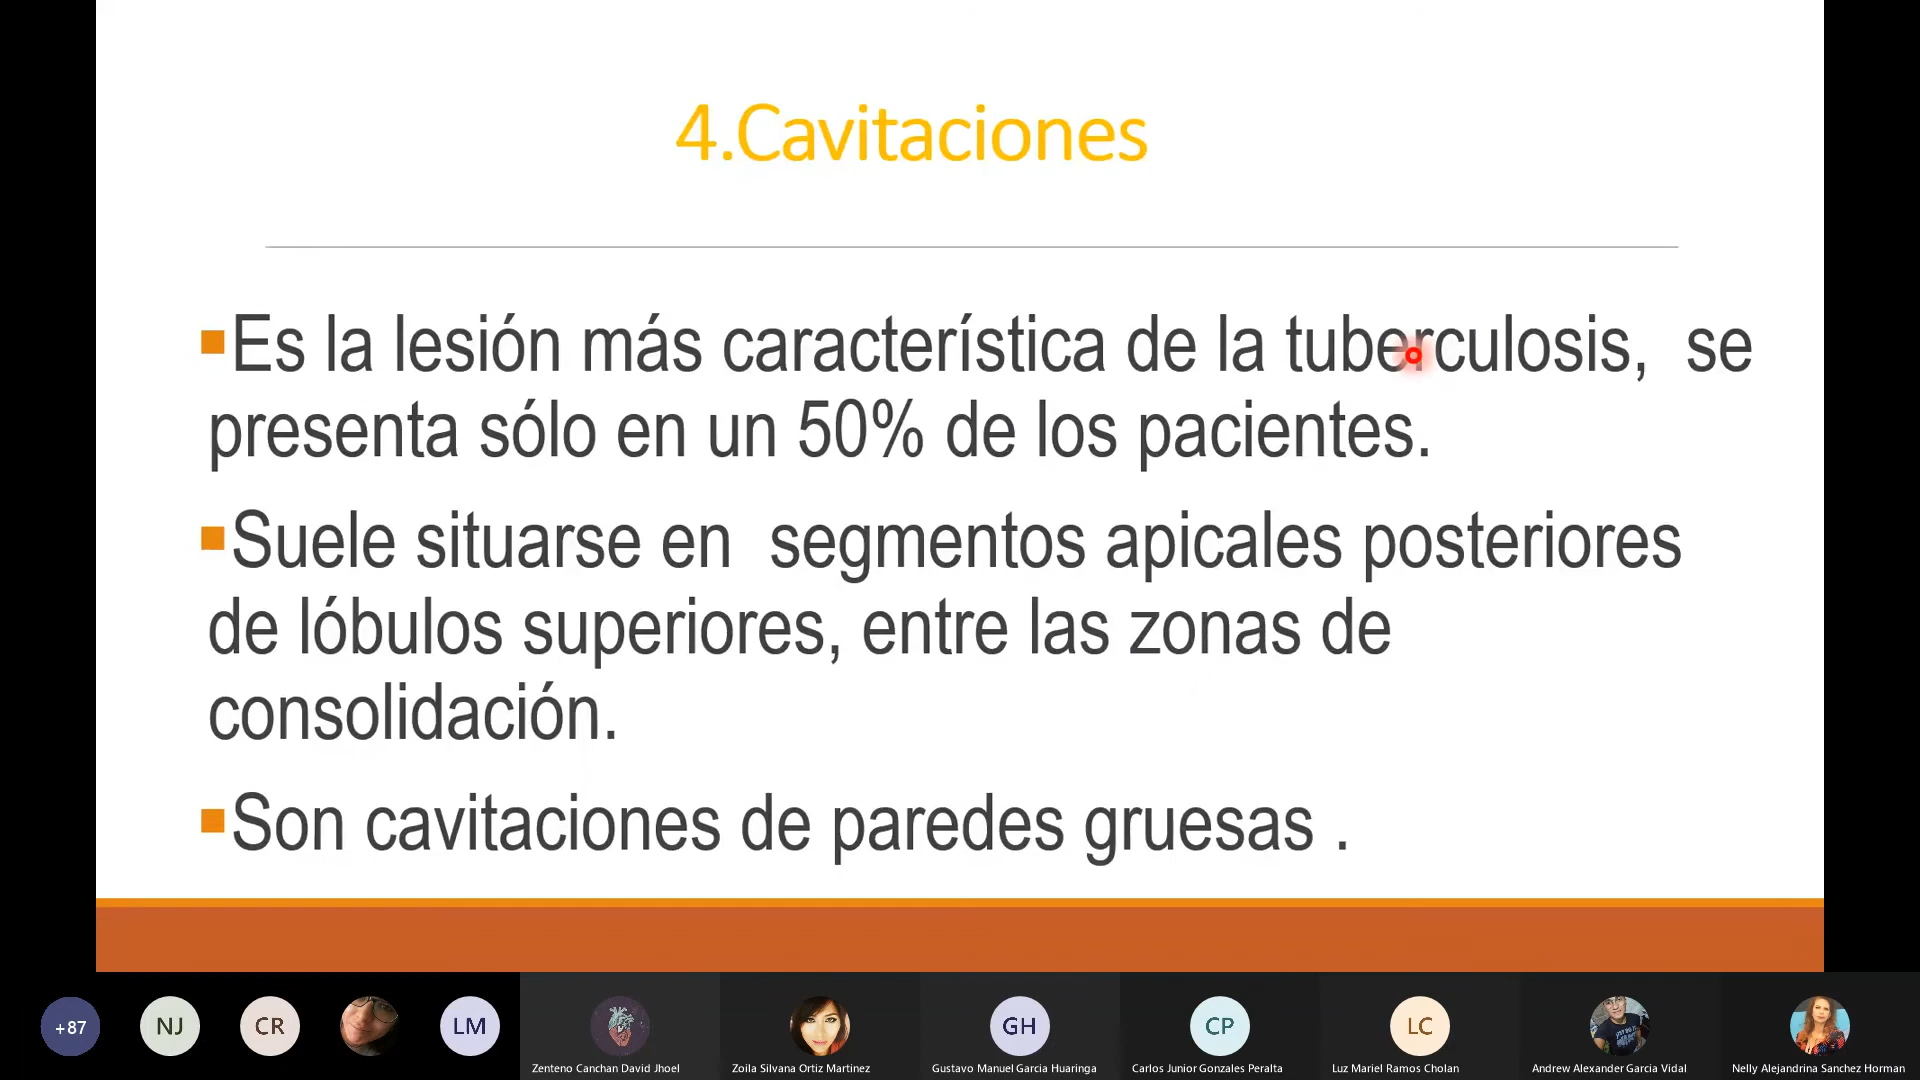 4.Cavitaciones
▪Es la lesión más característica de la tuberculosis, se
presenta sólo en un 50% de los pacientes.
▪Suele situarse en segmentos apicales posteriores
de lóbulos superiores, entre las zonas de
consolidación.
▪Son cavitaciones de paredes gruesas .
+87 NJ CR LM GH CP LC
Zenteno Canchan David Jhoel Zoila Silvana Ortiz Martinez Gustavo Manuel Garcia Huaringa Carlos Junior Gonzales Peralta Luz Mariel Ramos Cholan Andrew Alexander Garcia Vidal Nelly Alejandrina Sanchez Horman